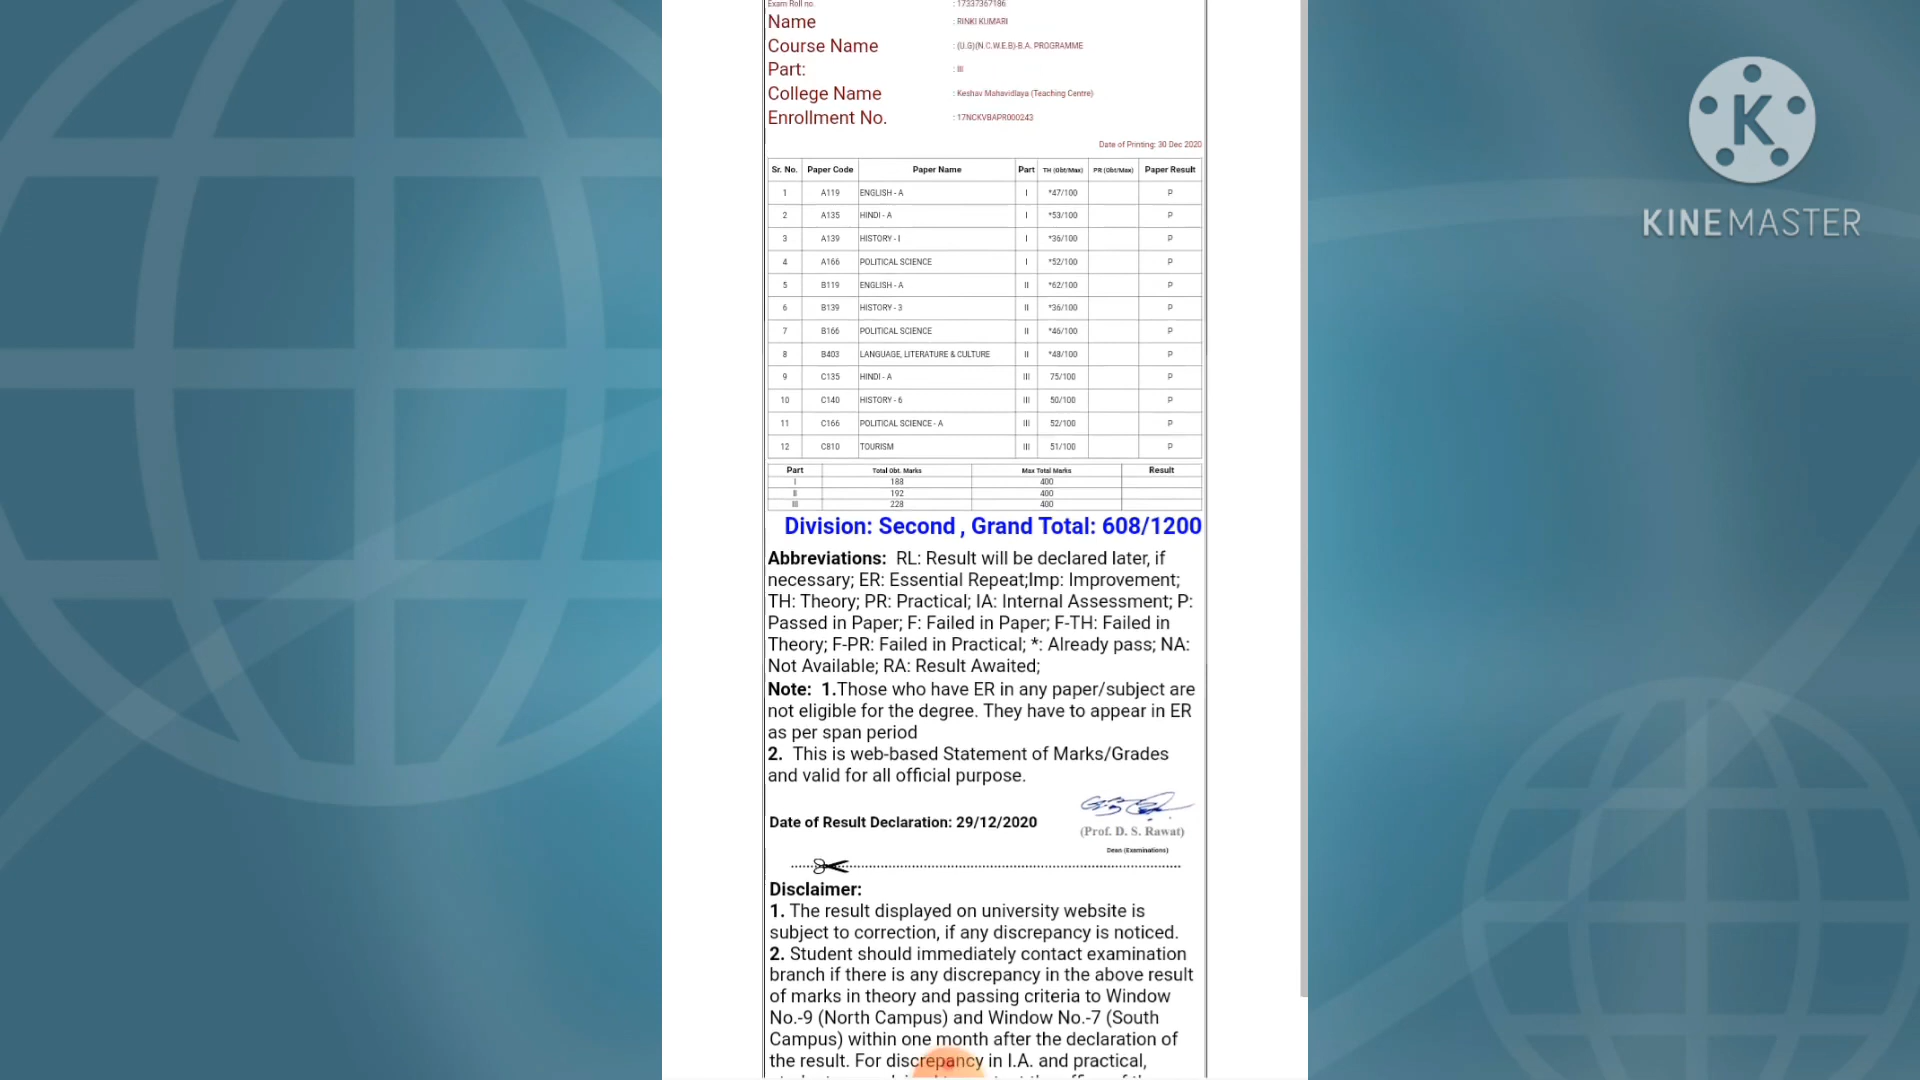 Exam Roll no. : 17337367186
Name : RINKI KUMARI
Course Name : (U.G)(N.C.W.E.B)-B.A. PROGRAMME
Part: : III
College Name : Keshav Mahavidlaya (Teaching Centre)
Enrollment No. : 17NCKVBAPR000243
Date of Printing: 30 Dec 2020
Sr. No. Paper Code Paper Name Part TH (Obt/Max) PR (Obt/Max) Paper Result
1 A119 ENGLISH - A I *47/100 P
2 A135 HINDI - A I *53/100 P
3 A139 HISTORY - I I *36/100 P
4 A166 POLITICAL SCIENCE I *52/100 P
5 B119 ENGLISH - A II *62/100 P
6 B139 HISTORY - 3 II *36/100 P
7 B166 POLITICAL SCIENCE II *46/100 P
8 B403 LANGUAGE, LITERATURE & CULTURE II *48/100 P
9 C135 HINDI - A III 75/100 P
10 C140 HISTORY - 6 III 50/100 P
11 C166 POLITICAL SCIENCE - A III 52/100 P
12 C810 TOURISM III 51/100 P
Part Total Obt. Marks Max Total Marks Result
I 188 400
II 192 400
III 228 400
Division: Second , Grand Total: 608/1200
Abbreviations: RL: Result will be declared later, if
necessary; ER: Essential Repeat;Imp: Improvement;
TH: Theory; PR: Practical; IA: Internal Assessment; P:
Passed in Paper; F: Failed in Paper; F-TH: Failed in
Theory; F-PR: Failed in Practical; *: Already pass; NA:
Not Available; RA: Result Awaited;
Note: 1.Those who have ER in any paper/subject are
not eligible for the degree. They have to appear in ER
as per span period
2. This is web-based Statement of Marks/Grades
and valid for all official purpose.
Date of Result Declaration: 29/12/2020
(Prof. D. S. Rawat)
Dean (Examinations)
Disclaimer:
1. The result displayed on university website is
subject to correction, if any discrepancy is noticed.
2. Student should immediately contact examination
branch if there is any discrepancy in the above result
of marks in theory and passing criteria to Window
No.-9 (North Campus) and Window No.-7 (South
Campus) within one month after the declaration of
the result. For discrepancy in I.A. and practical,
K
KINEMASTER